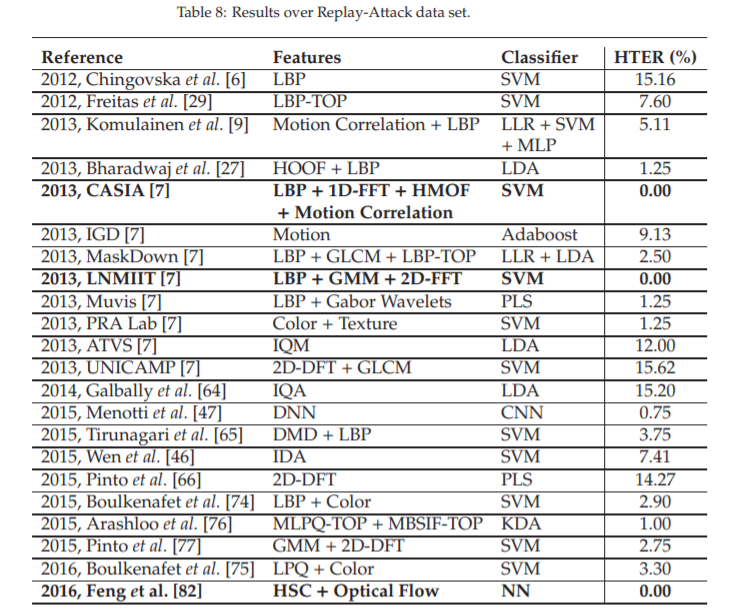 Table 8: Results over Replay-Attack data set.
Reference Features Classifier HTER (%)
2012, Chingovska et al. [6] LBP SVM 15.16
2012, Freitas et al. [29] LBP-TOP SVM 7.60
2013, Komulainen et al. [9] Motion Correlation + LBP LLR + SVM 5.11
+ MLP
2013, Bharadwaj et al. [27] HOOF + LBP LDA 1.25
2013, CASIA [7] LBP + 1D-FFT + HMOF SVM 0.00
+ Motion Correlation
2013, IGD [7] Motion Adaboost 9.13
2013, MaskDown [7] LBP + GLCM + LBP-TOP LLR + LDA 2.50
2013, LNMIIT [7] LBP + GMM + 2D-FFT SVM 0.00
2013, Muvis [7] LBP + Gabor Wavelets PLS 1.25
2013, PRA Lab [7] Color + Texture SVM 1.25
2013, ATVS [7] IQM LDA 12.00
2013, UNICAMP [7] 2D-DFT + GLCM SVM 15.62
2014, Galbally et al. [64] IQA LDA 15.20
2015, Menotti et al. [47] DNN CNN 0.75
2015, Tirunagari et al. [65] DMD + LBP SVM 3.75
2015, Wen et al. [46] IDA SVM 7.41
2015, Pinto et al. [66] 2D-DFT PLS 14.27
2015, Boulkenafet et al. [74] LBP + Color SVM 2.90
2015, Arashloo et al. [76] MLPQ-TOP + MBSIF-TOP KDA 1.00
2015, Pinto et al. [77] GMM + 2D-DFT SVM 2.75
2016, Boulkenafet et al. [75] LPQ + Color SVM 3.30
2016, Feng et al. [82] HSC + Optical Flow NN 0.00